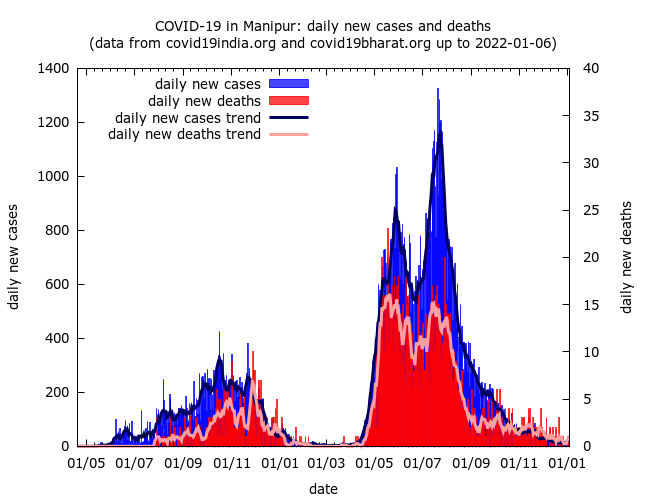 COVID-19 in Manipur: daily new cases and deaths
(data from covid19india.org and covid19bharat.org up to 2022-01-06)
daily new cases
daily new deaths
daily new cases trend
daily new deaths trend
1400
1200
1000
800
600
400
200
0
40
35
30
25
20
15
10
5
0
daily new cases
daily new deaths
01/05 01/07 01/09 01/11 01/01 01/03 01/05 01/07 01/09 01/11 01/01
date